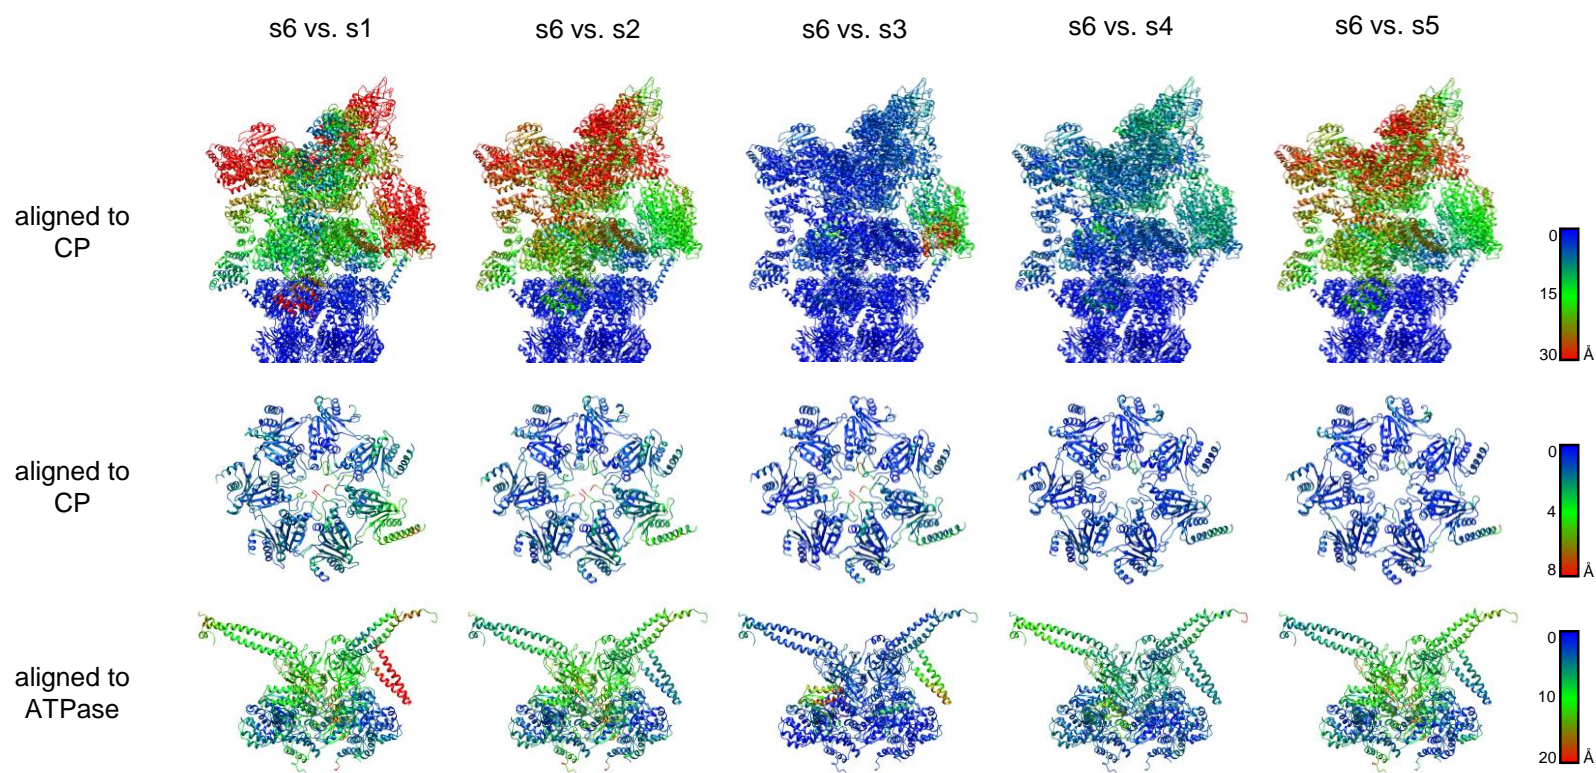 s6 vs. s1
s6 vs. s2
s6 vs. s3
s6 vs. s4
s6 vs. s5
aligned to
CP
0
15
30 Å
aligned to
CP
0
4
8 Å
aligned to
ATPase
0
10
20 Å